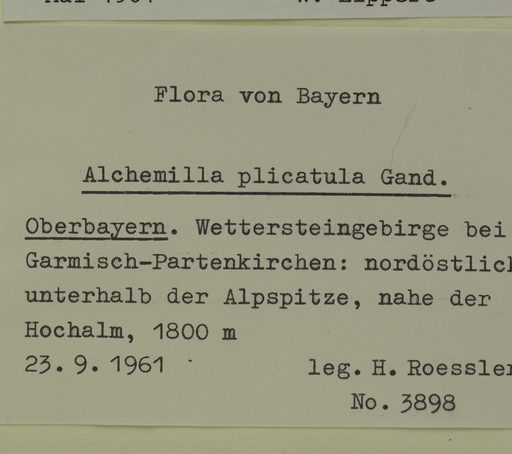 Flora von Bayern
Alchemilla plicatula Gand.
Oberbayern. Wettersteingebirge bei
Garmisch-Partenkirchen: nordöstlich
unterhalb der Alpspitze, nahe der
Hochalm, 1800 m
23. 9. 1961 leg. H. Roessler
No. 3898